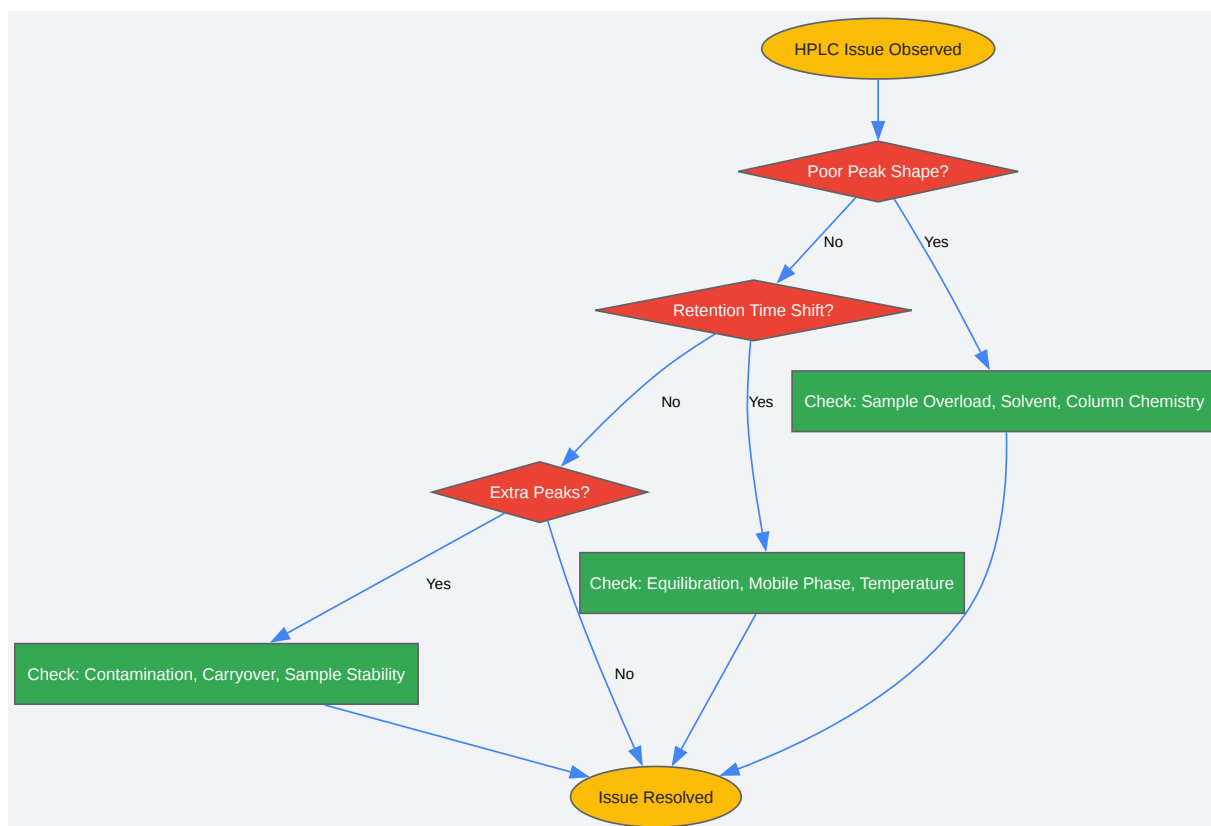 HPLC Issue Observed
Poor Peak Shape?
No
Yes
Retention Time Shift?
No
Yes
Check: Sample Overload, Solvent, Column Chemistry
Extra Peaks?
Yes
Check: Equilibration, Mobile Phase, Temperature
Check: Contamination, Carryover, Sample Stability
No
Issue Resolved